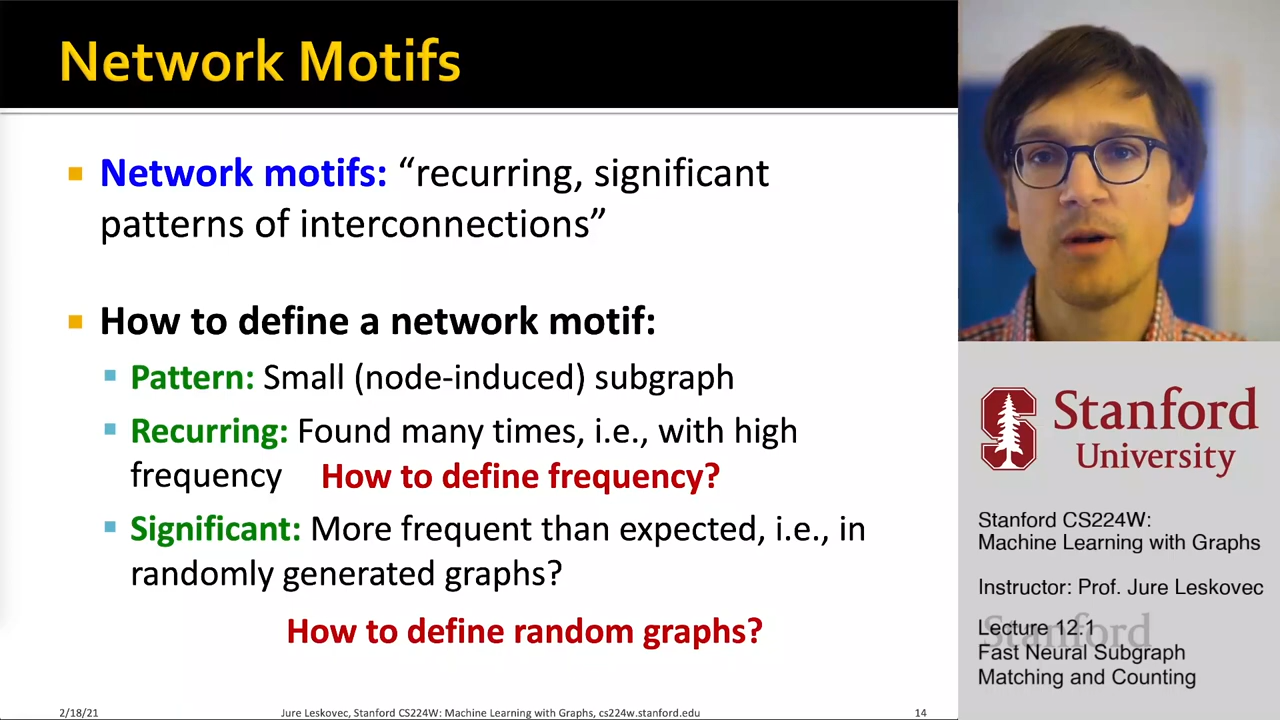 Network Motifs
Network motifs: “recurring, significant
patterns of interconnections”
How to define a network motif:
Pattern: Small (node-induced) subgraph
Recurring: Found many times, i.e., with high
frequency How to define frequency?
Significant: More frequent than expected, i.e., in
randomly generated graphs?
How to define random graphs?
2/18/21 Jure Leskovec, Stanford CS224W: Machine Learning with Graphs, cs224w.stanford.edu 14
Stanford
University
Stanford CS224W:
Machine Learning with Graphs
Instructor: Prof. Jure Leskovec
Stanford
Lecture 12.1
Fast Neural Subgraph
Matching and Counting